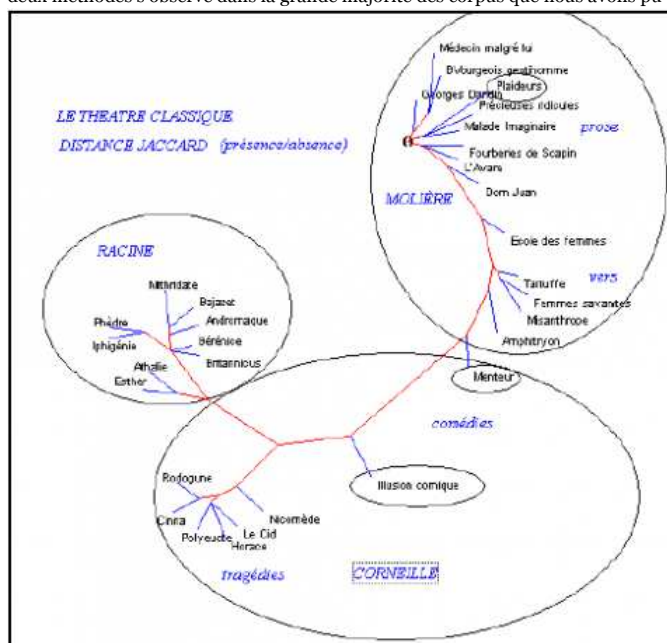 deux méthodes s'observe dans la grande majorité des corpus que nous avons pu
Médecin malgré lui
Bourgeois gentilhomme
Plaideurs
Georges Dandin
Précieuses ridicules
LE THEATRE CLASSIQUE
Malade Imaginaire
prose
DISTANCE JACCARD (présence/absence)
Fourberies de Scapin
L'Avare
Dom Juan
MOLIÈRE
Ecole des femmes
RACINE
Tartuffe
vers
Mithridate
Femmes savantes
Bajazet
Misanthrope
Phèdre
Andromaque
Iphigénie
Bérénice
Amphitryon
Britannicus
Athalie
Menteur
Esther
comédies
Rodogune
Illusion comique
Cinna
Nicomède
Le Cid
Polyeucte
Horace
tragédies
CORNEILLE